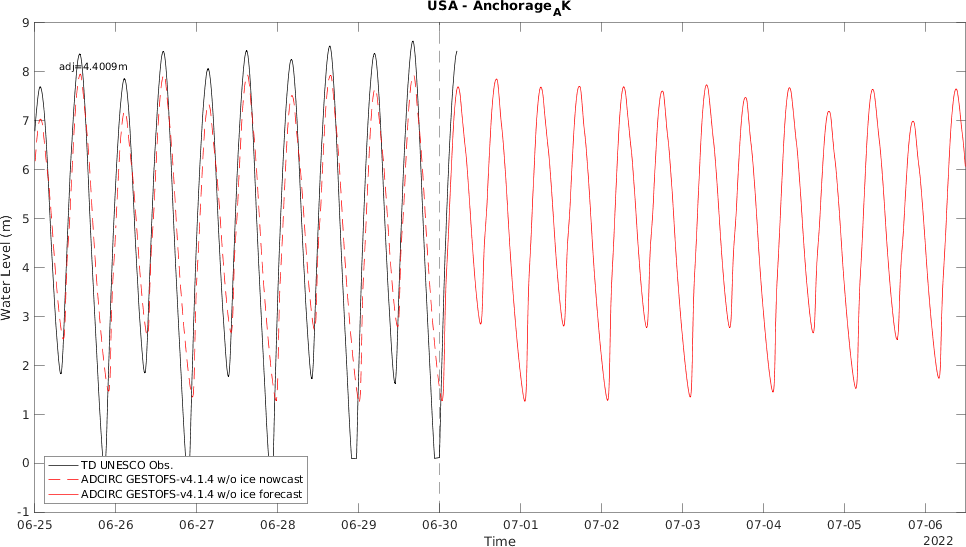 USA - Anchorage_AK
9
8
7
6
5
4
3
2
1
0
-1
Water Level (m)
adj=4.4009m
TD UNESCO Obs.
ADCIRC GESTOFS-v4.1.4 w/o ice nowcast
ADCIRC GESTOFS-v4.1.4 w/o ice forecast
06-25 06-26 06-27 06-28 06-29 06-30 07-01 07-02 07-03 07-04 07-05 07-06
Time
2022